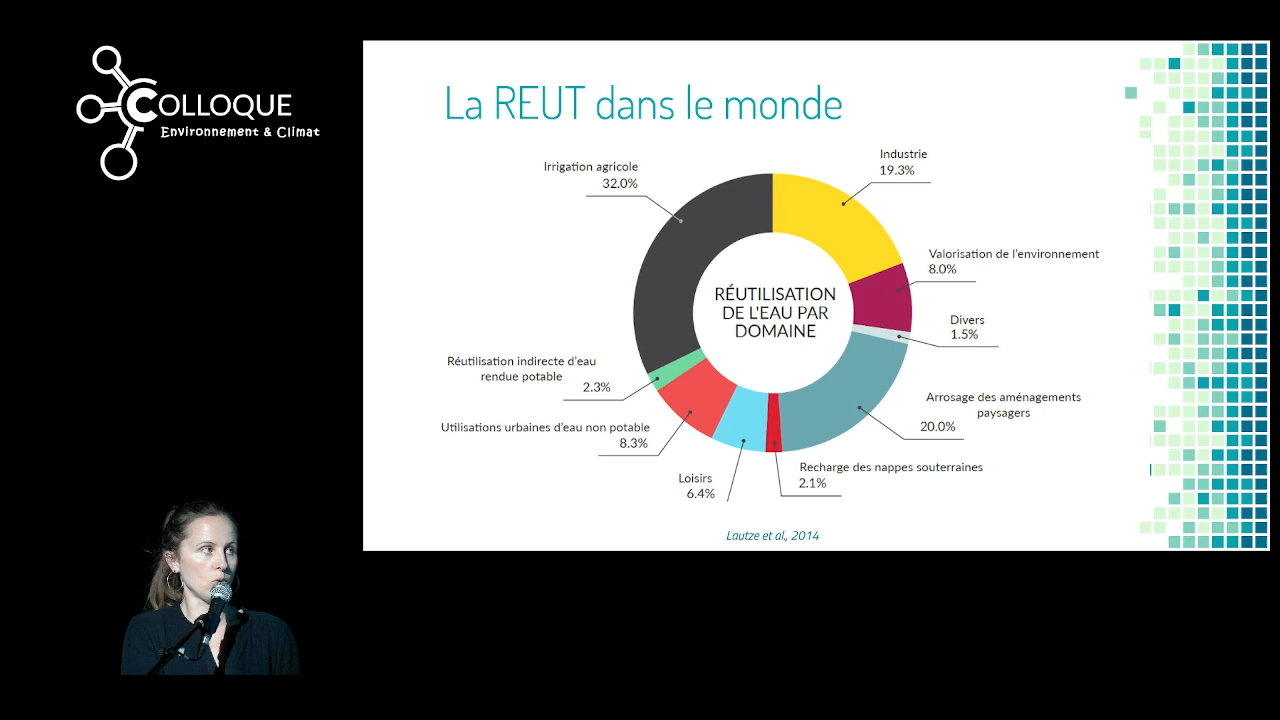 COLLOQUE
Environnement & Climat
La REUT dans le monde
Irrigation agricole
32.0%
Industrie
19.3%
Valorisation de l'environnement
8.0%
Divers
1.5%
RÉUTILISATION
DE L'EAU PAR
DOMAINE
Réutilisation indirecte d'eau
rendue potable
2.3%
Arrosage des aménagements
paysagers
20.0%
Utilisations urbaines d'eau non potable
8.3%
Recharge des nappes souterraines
2.1%
Loisirs
6.4%
Lautze et al., 2014